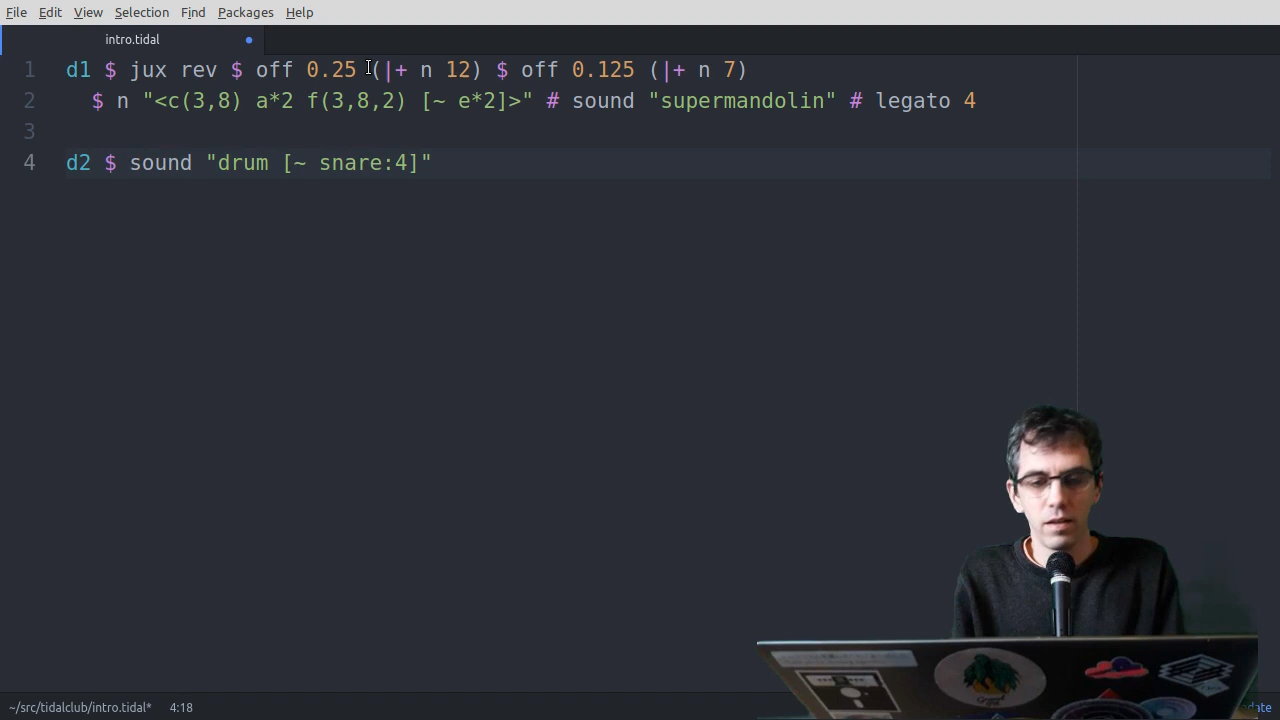 File Edit View Selection Find Packages Help
intro.tidal
1 d1 $ jux rev $ off 0.25 (|+ n 12) $ off 0.125 (|+ n 7)
2 $ n "<c(3,8) a*2 f(3,8,2) [~ e*2]>" # sound "supermandolin" # legato 4
3
4 d2 $ sound "drum [~ snare:4]"
~/src/tidalclub/intro.tidal* 4:18